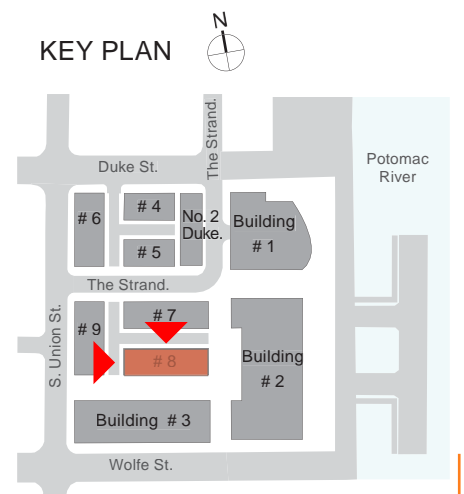 N
KEY PLAN
The Strand.
Duke St.
Potomac
River
# 6
# 4
No. 2
Duke.
# 5
Building
# 1
The Strand.
S. Union St.
# 9
# 7
# 8
Building
# 2
Building # 3
Wolfe St.